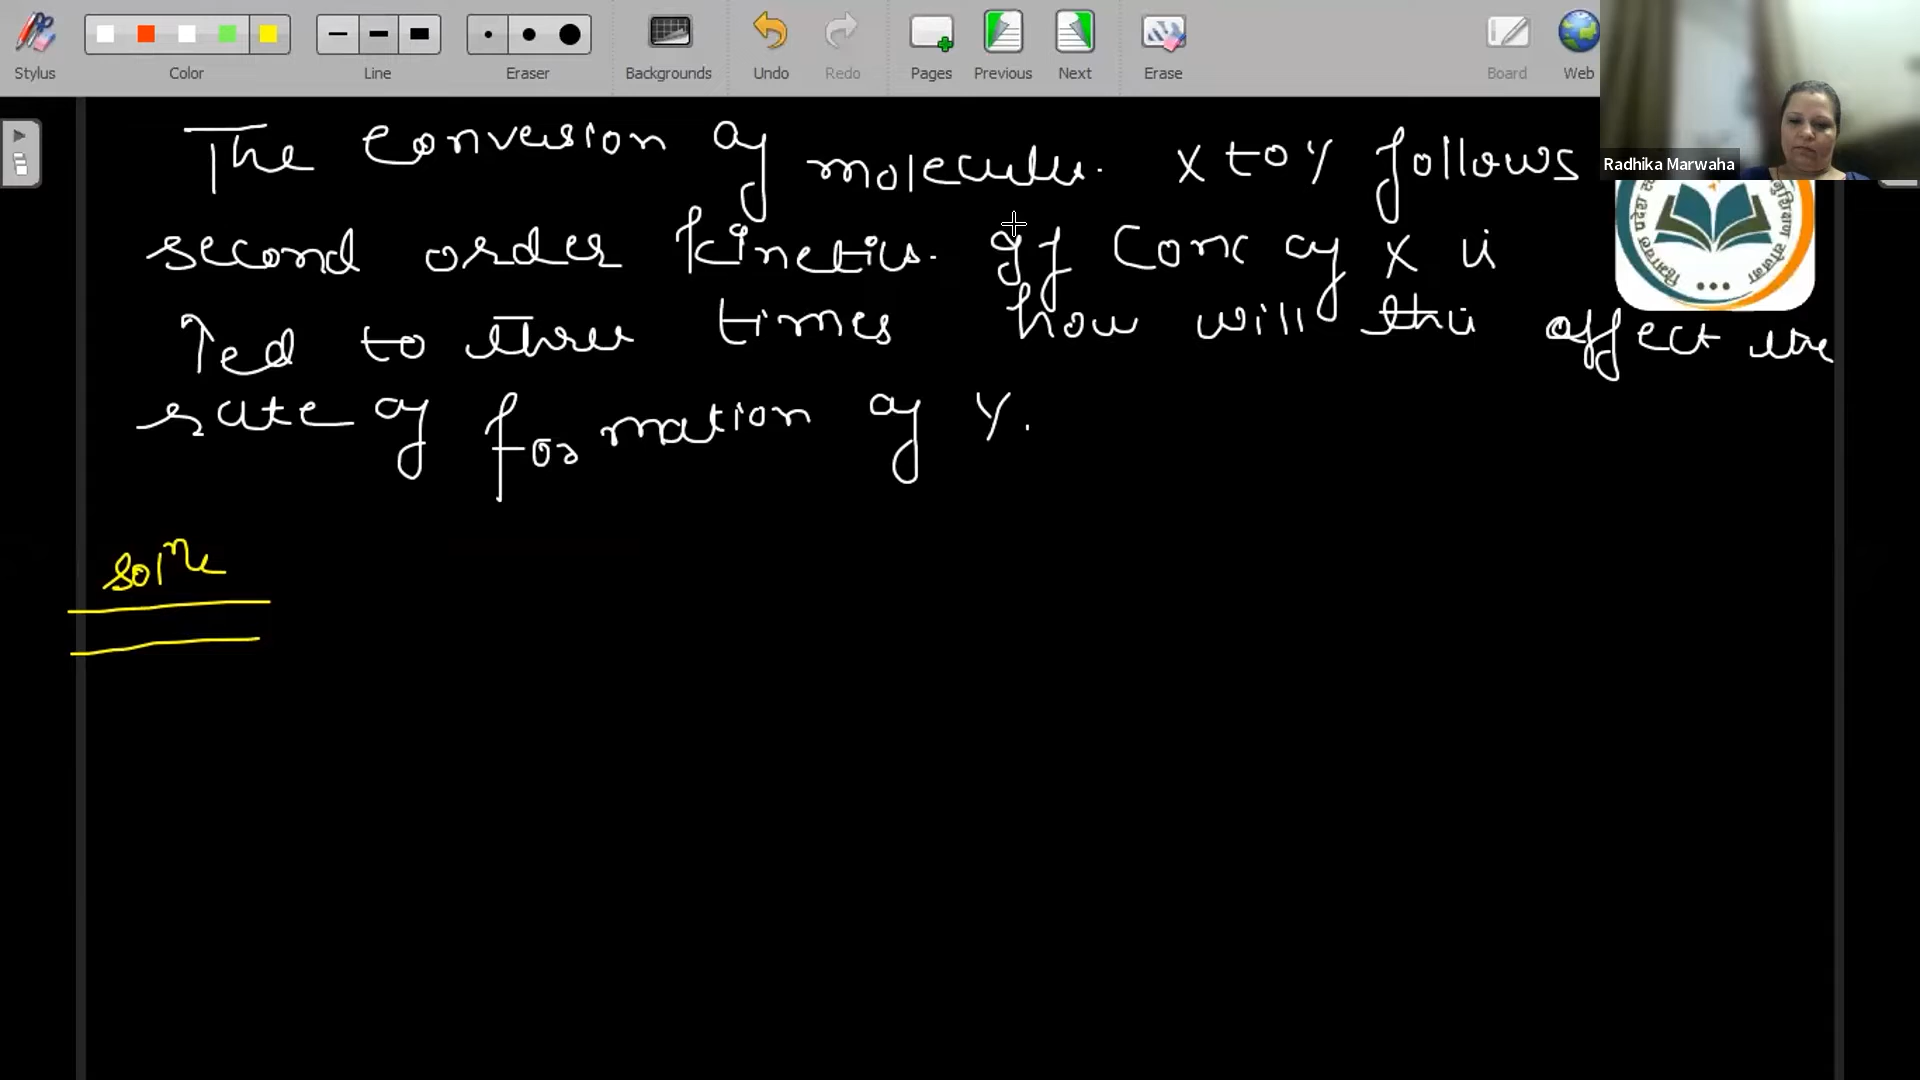 Stylus Color Line Eraser Backgrounds Undo Redo Pages Previous Next Erase Board Web
Radhika Marwaha
The conversion of molecules x to y follows
second order kinetics. If conc of x is
↑ed to three times how will this affect the
rate of formation of y.
soln